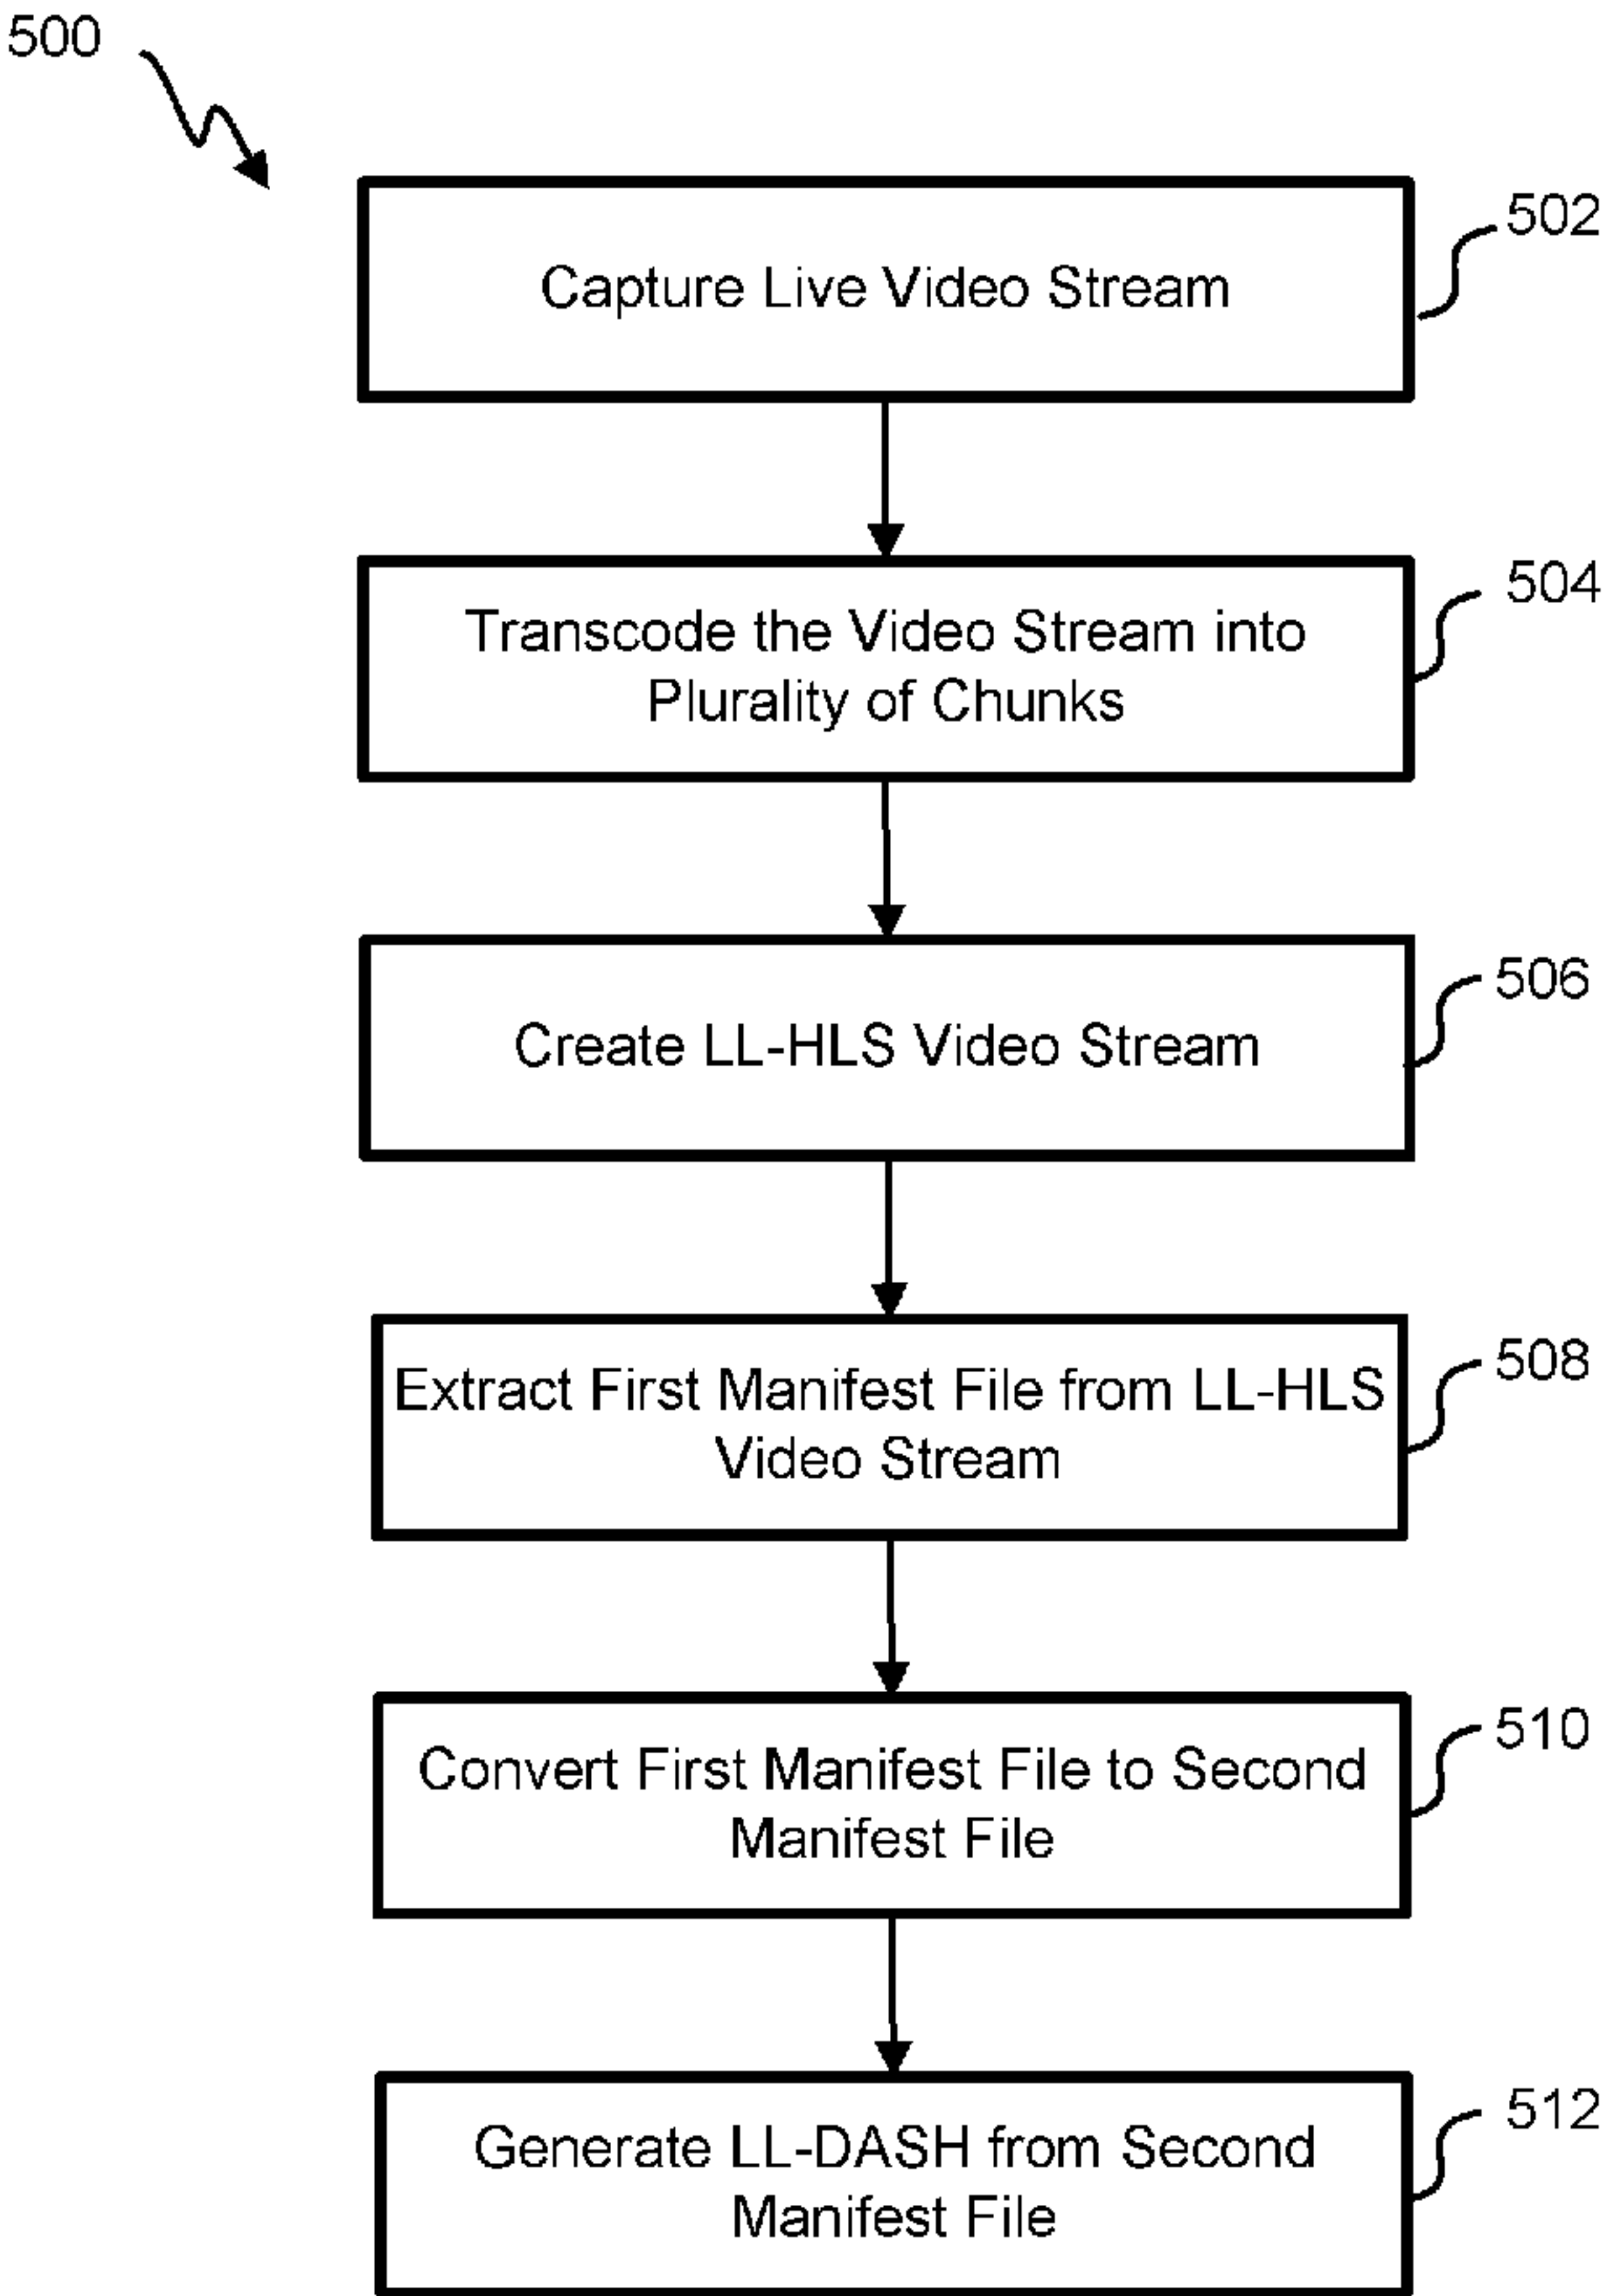 500
502
Capture Live Video Stream
504
Transcode the Video Stream into
Plurality of Chunks
506
Create LL-HLS Video Stream
508
Extract First Manifest File from LL-HLS
Video Stream
510
Convert First Manifest File to Second
Manifest File
512
Generate LL-DASH from Second
Manifest File